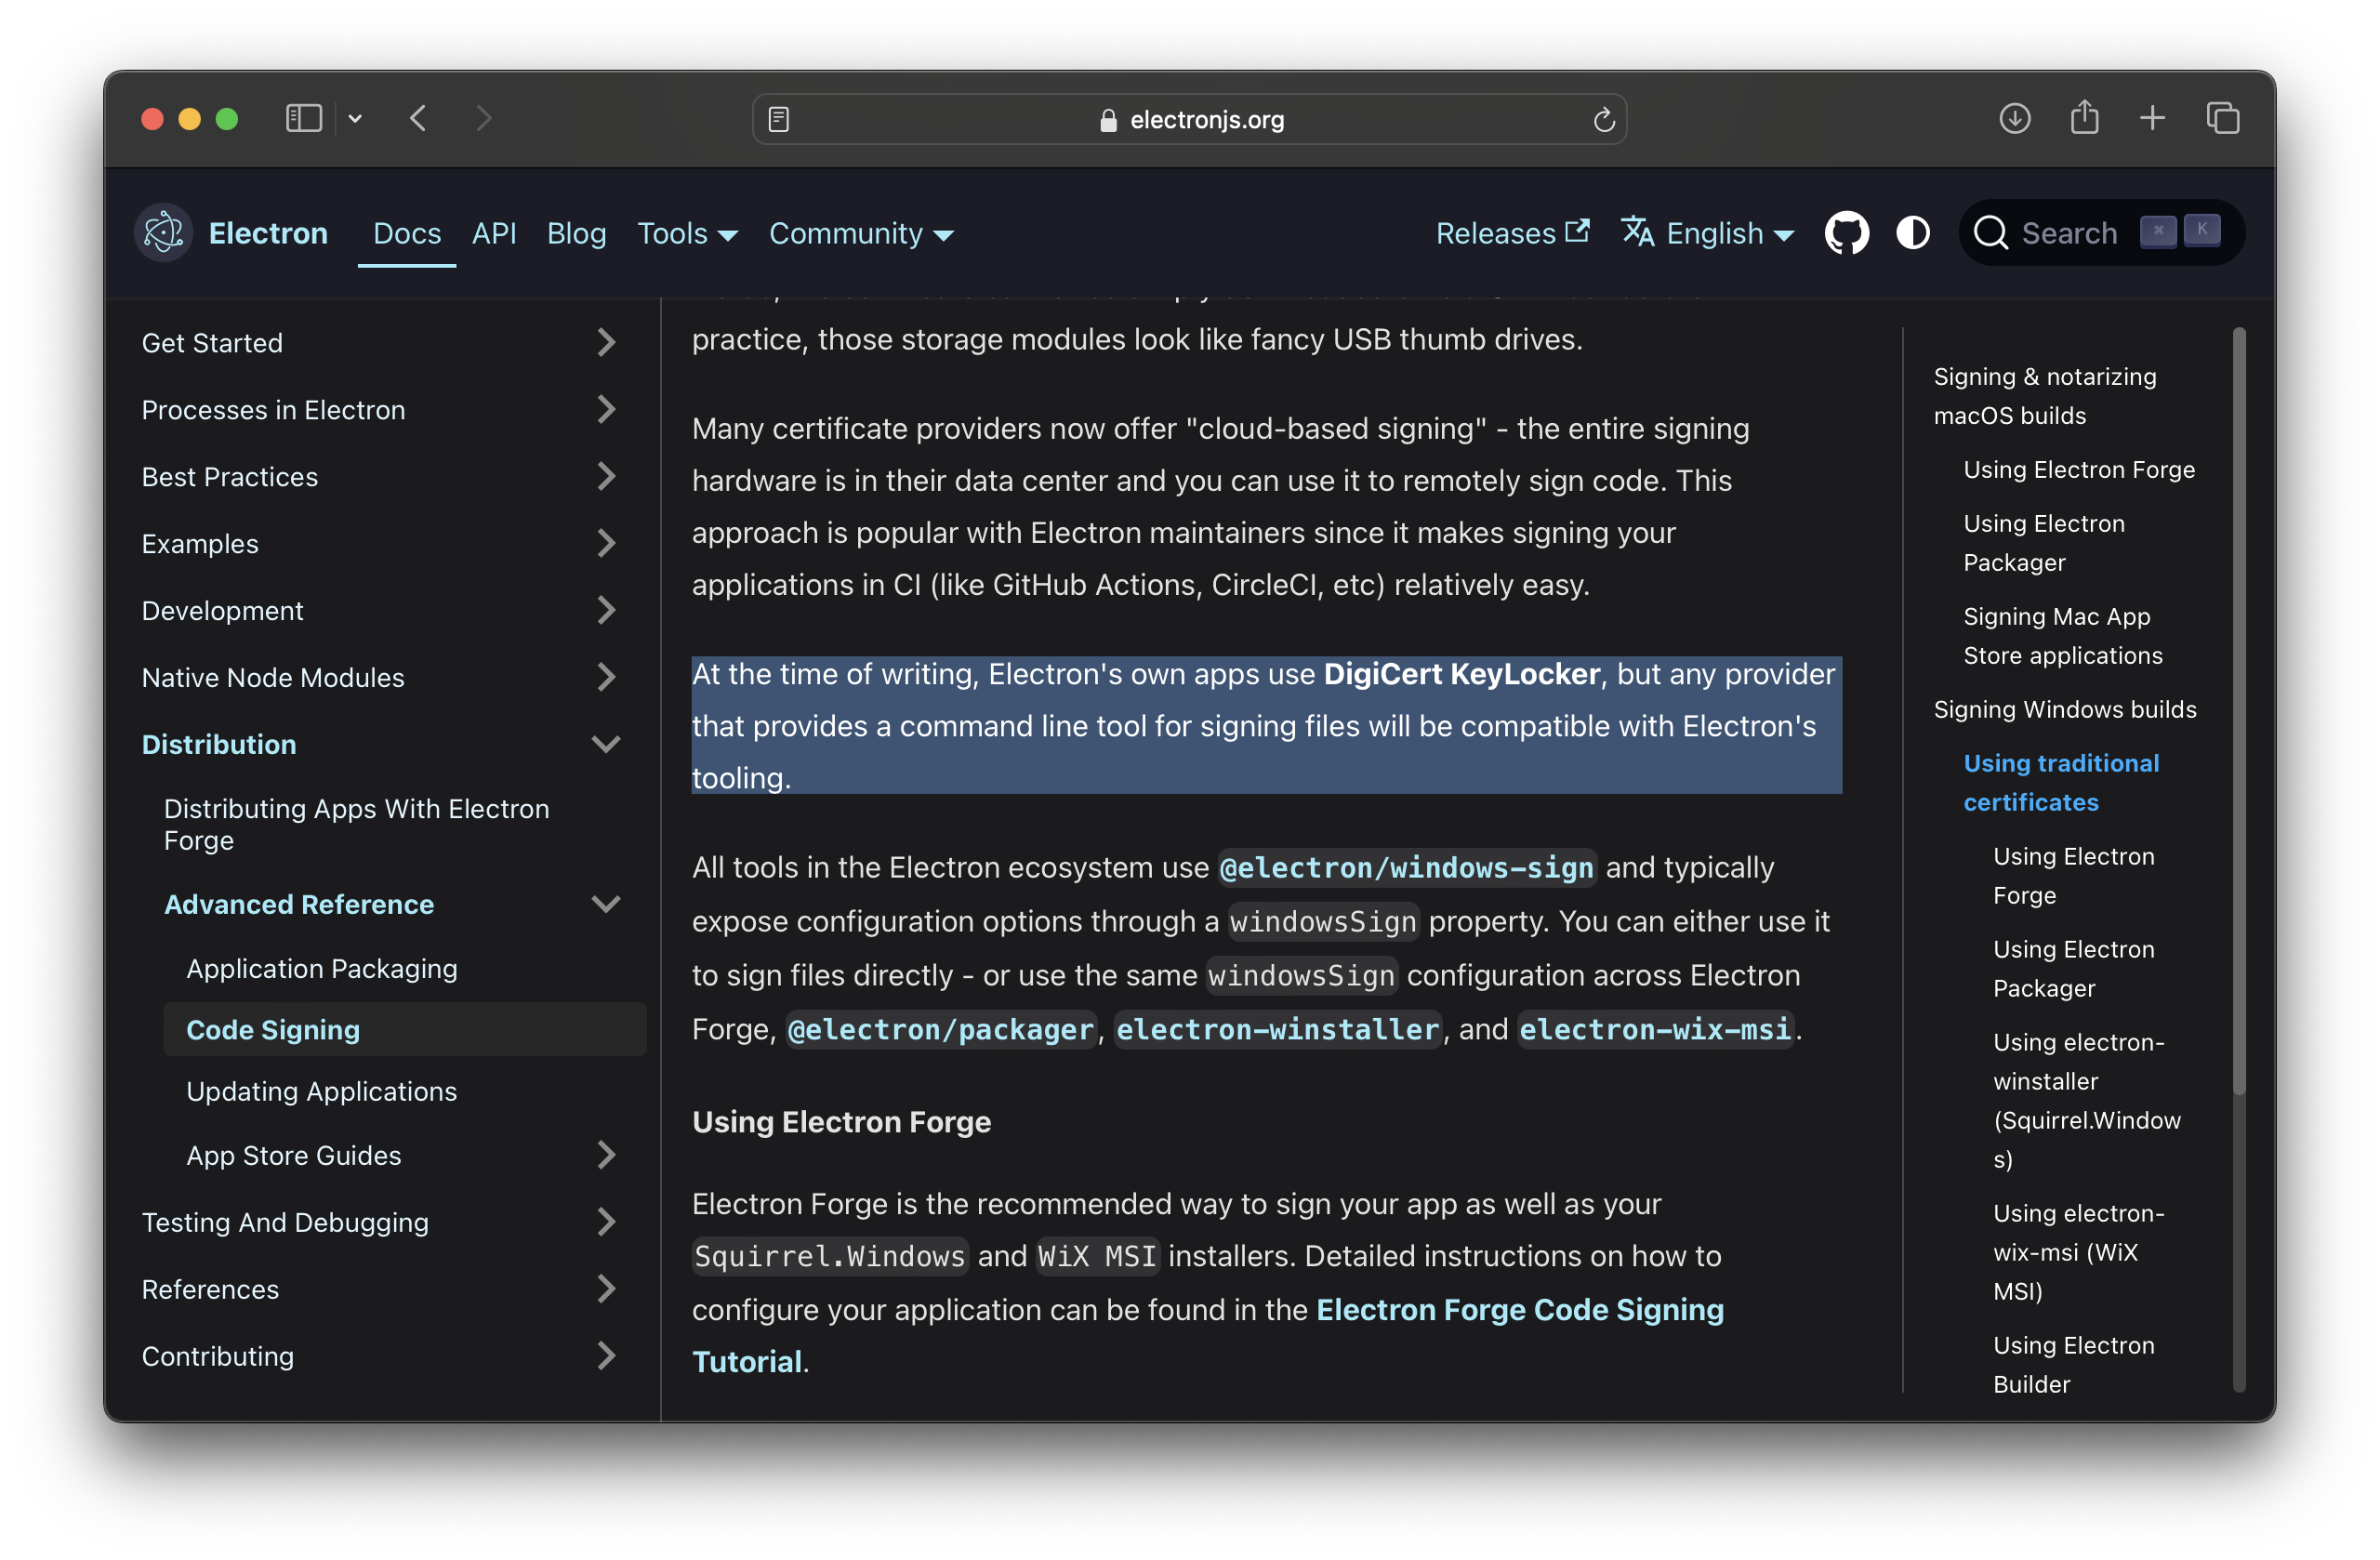 electronjs.org
Electron
Docs
API
Blog
Tools
Community
Releases
English
Search
⌘
K
Get Started
Processes in Electron
Best Practices
Examples
Development
Native Node Modules
Distribution
Distributing Apps With Electron
Forge
Advanced Reference
Application Packaging
Code Signing
Updating Applications
App Store Guides
Testing And Debugging
References
Contributing
practice, those storage modules look like fancy USB thumb drives.
Many certificate providers now offer "cloud-based signing" - the entire signing
hardware is in their data center and you can use it to remotely sign code. This
approach is popular with Electron maintainers since it makes signing your
applications in CI (like GitHub Actions, CircleCI, etc) relatively easy.
At the time of writing, Electron's own apps use DigiCert KeyLocker, but any provider
that provides a command line tool for signing files will be compatible with Electron's
tooling.
All tools in the Electron ecosystem use @electron/windows-sign and typically
expose configuration options through a windowsSign property. You can either use it
to sign files directly - or use the same windowsSign configuration across Electron
Forge, @electron/packager, electron-winstaller, and electron-wix-msi.
Using Electron Forge
Electron Forge is the recommended way to sign your app as well as your
Squirrel.Windows and WiX MSI installers. Detailed instructions on how to
configure your application can be found in the Electron Forge Code Signing
Tutorial.
Signing & notarizing
macOS builds
Using Electron Forge
Using Electron
Packager
Signing Mac App
Store applications
Signing Windows builds
Using traditional
certificates
Using Electron
Forge
Using Electron
Packager
Using electron-
winstaller
(Squirrel.Window
s)
Using electron-
wix-msi (WiX
MSI)
Using Electron
Builder